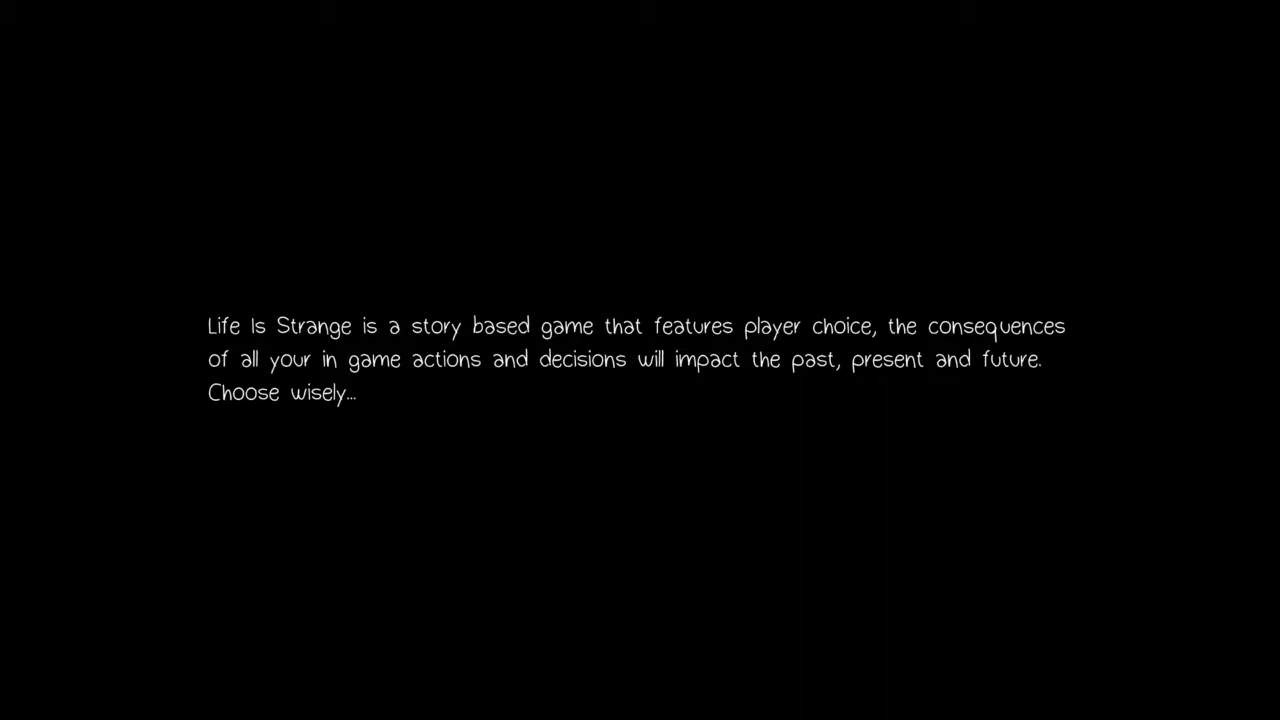 Life Is Strange is a story based game that features player choice, the consequences
of all your in game actions and decisions will impact the past, present and future.
Choose wisely...